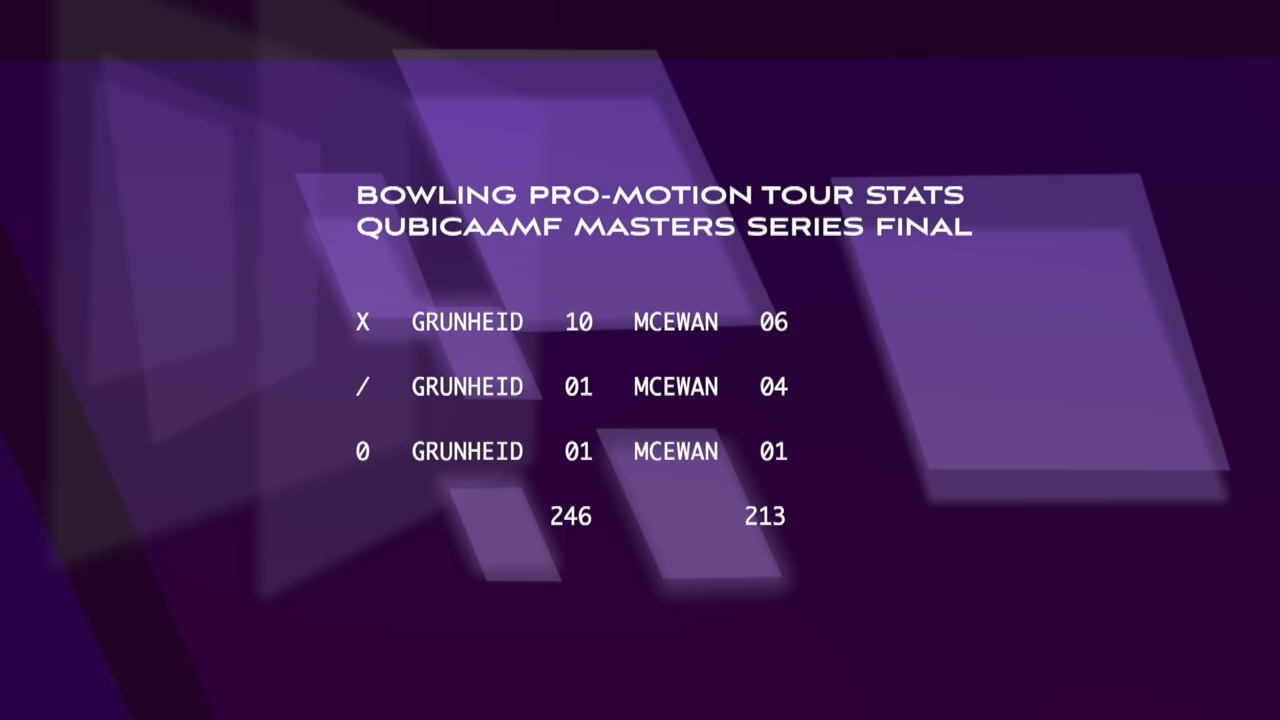 BOWLING PRO-MOTION TOUR STATS
QUBICAAMF MASTERS SERIES FINAL
X GRUNHEID 10 MCEWAN 06
/ GRUNHEID 01 MCEWAN 04
0 GRUNHEID 01 MCEWAN 01
246 213